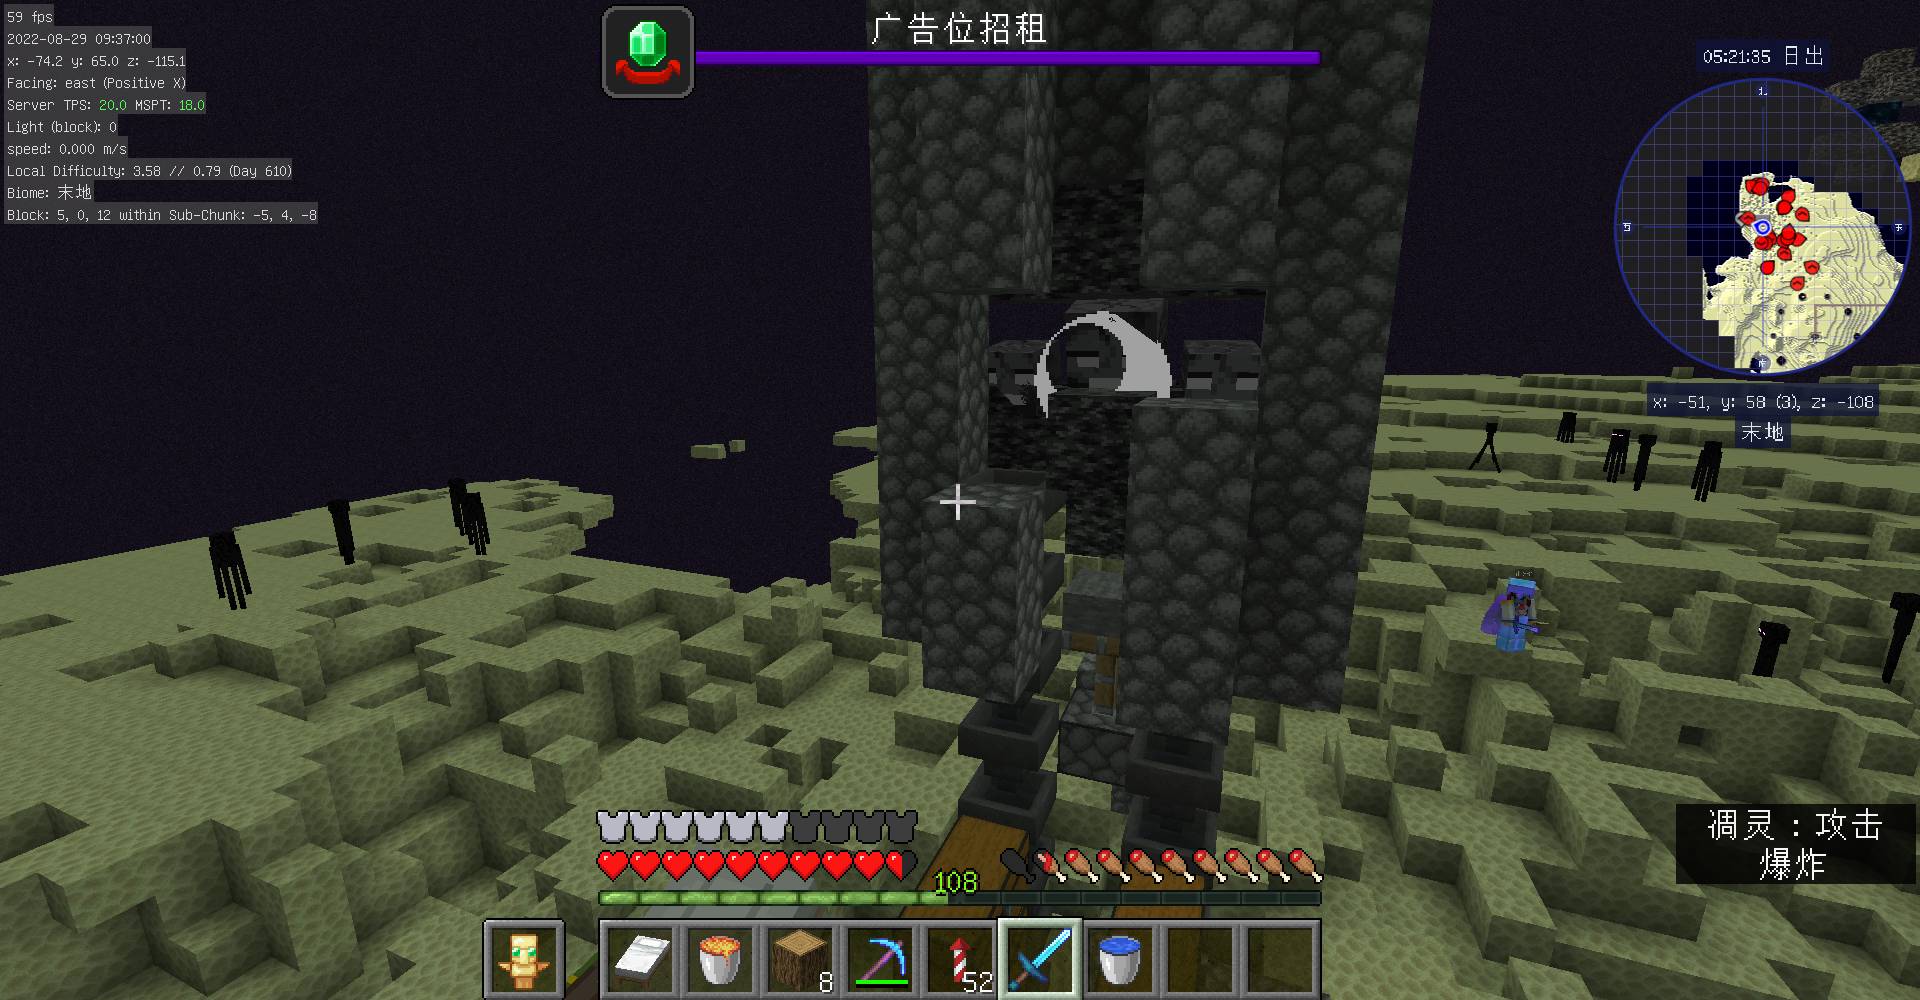 59 fps
2022-08-29 09:37:00
x: -74.2 y: 65.0 z: -115.1
Facing: east (Positive X)
Server TPS: 20.0 MSPT: 18.0
Light (block): 0
speed: 0.000 m/s
Local Difficulty: 3.58 // 0.79 (Day 610)
Biome: 末地
Block: 5, 0, 12 within Sub-Chunk: -5, 4, -8
广告位招租
05:21:35 日出
北
x: -51, y: 58 (3), z: -108
末地
凋灵：攻击
爆炸
108
8
52